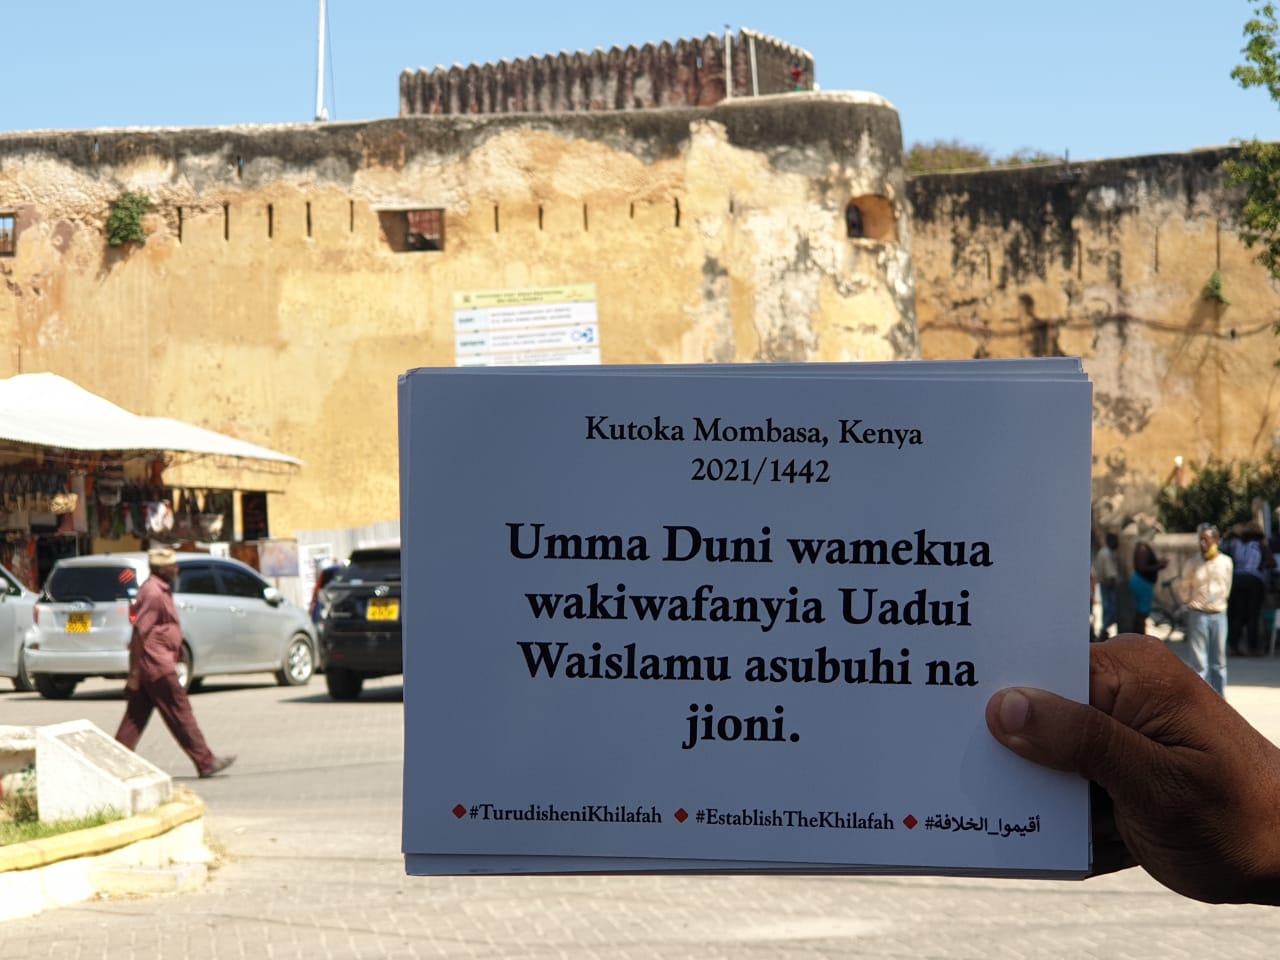 Kutoka Mombasa, Kenya
2021/1442
Umma Duni wamekua
wakiwafanyia Uadui
Waislamu asubuhi na
jioni.
#TurudisheniKhilafah #EstablishTheKhilafah #أقيموا_الخلافة